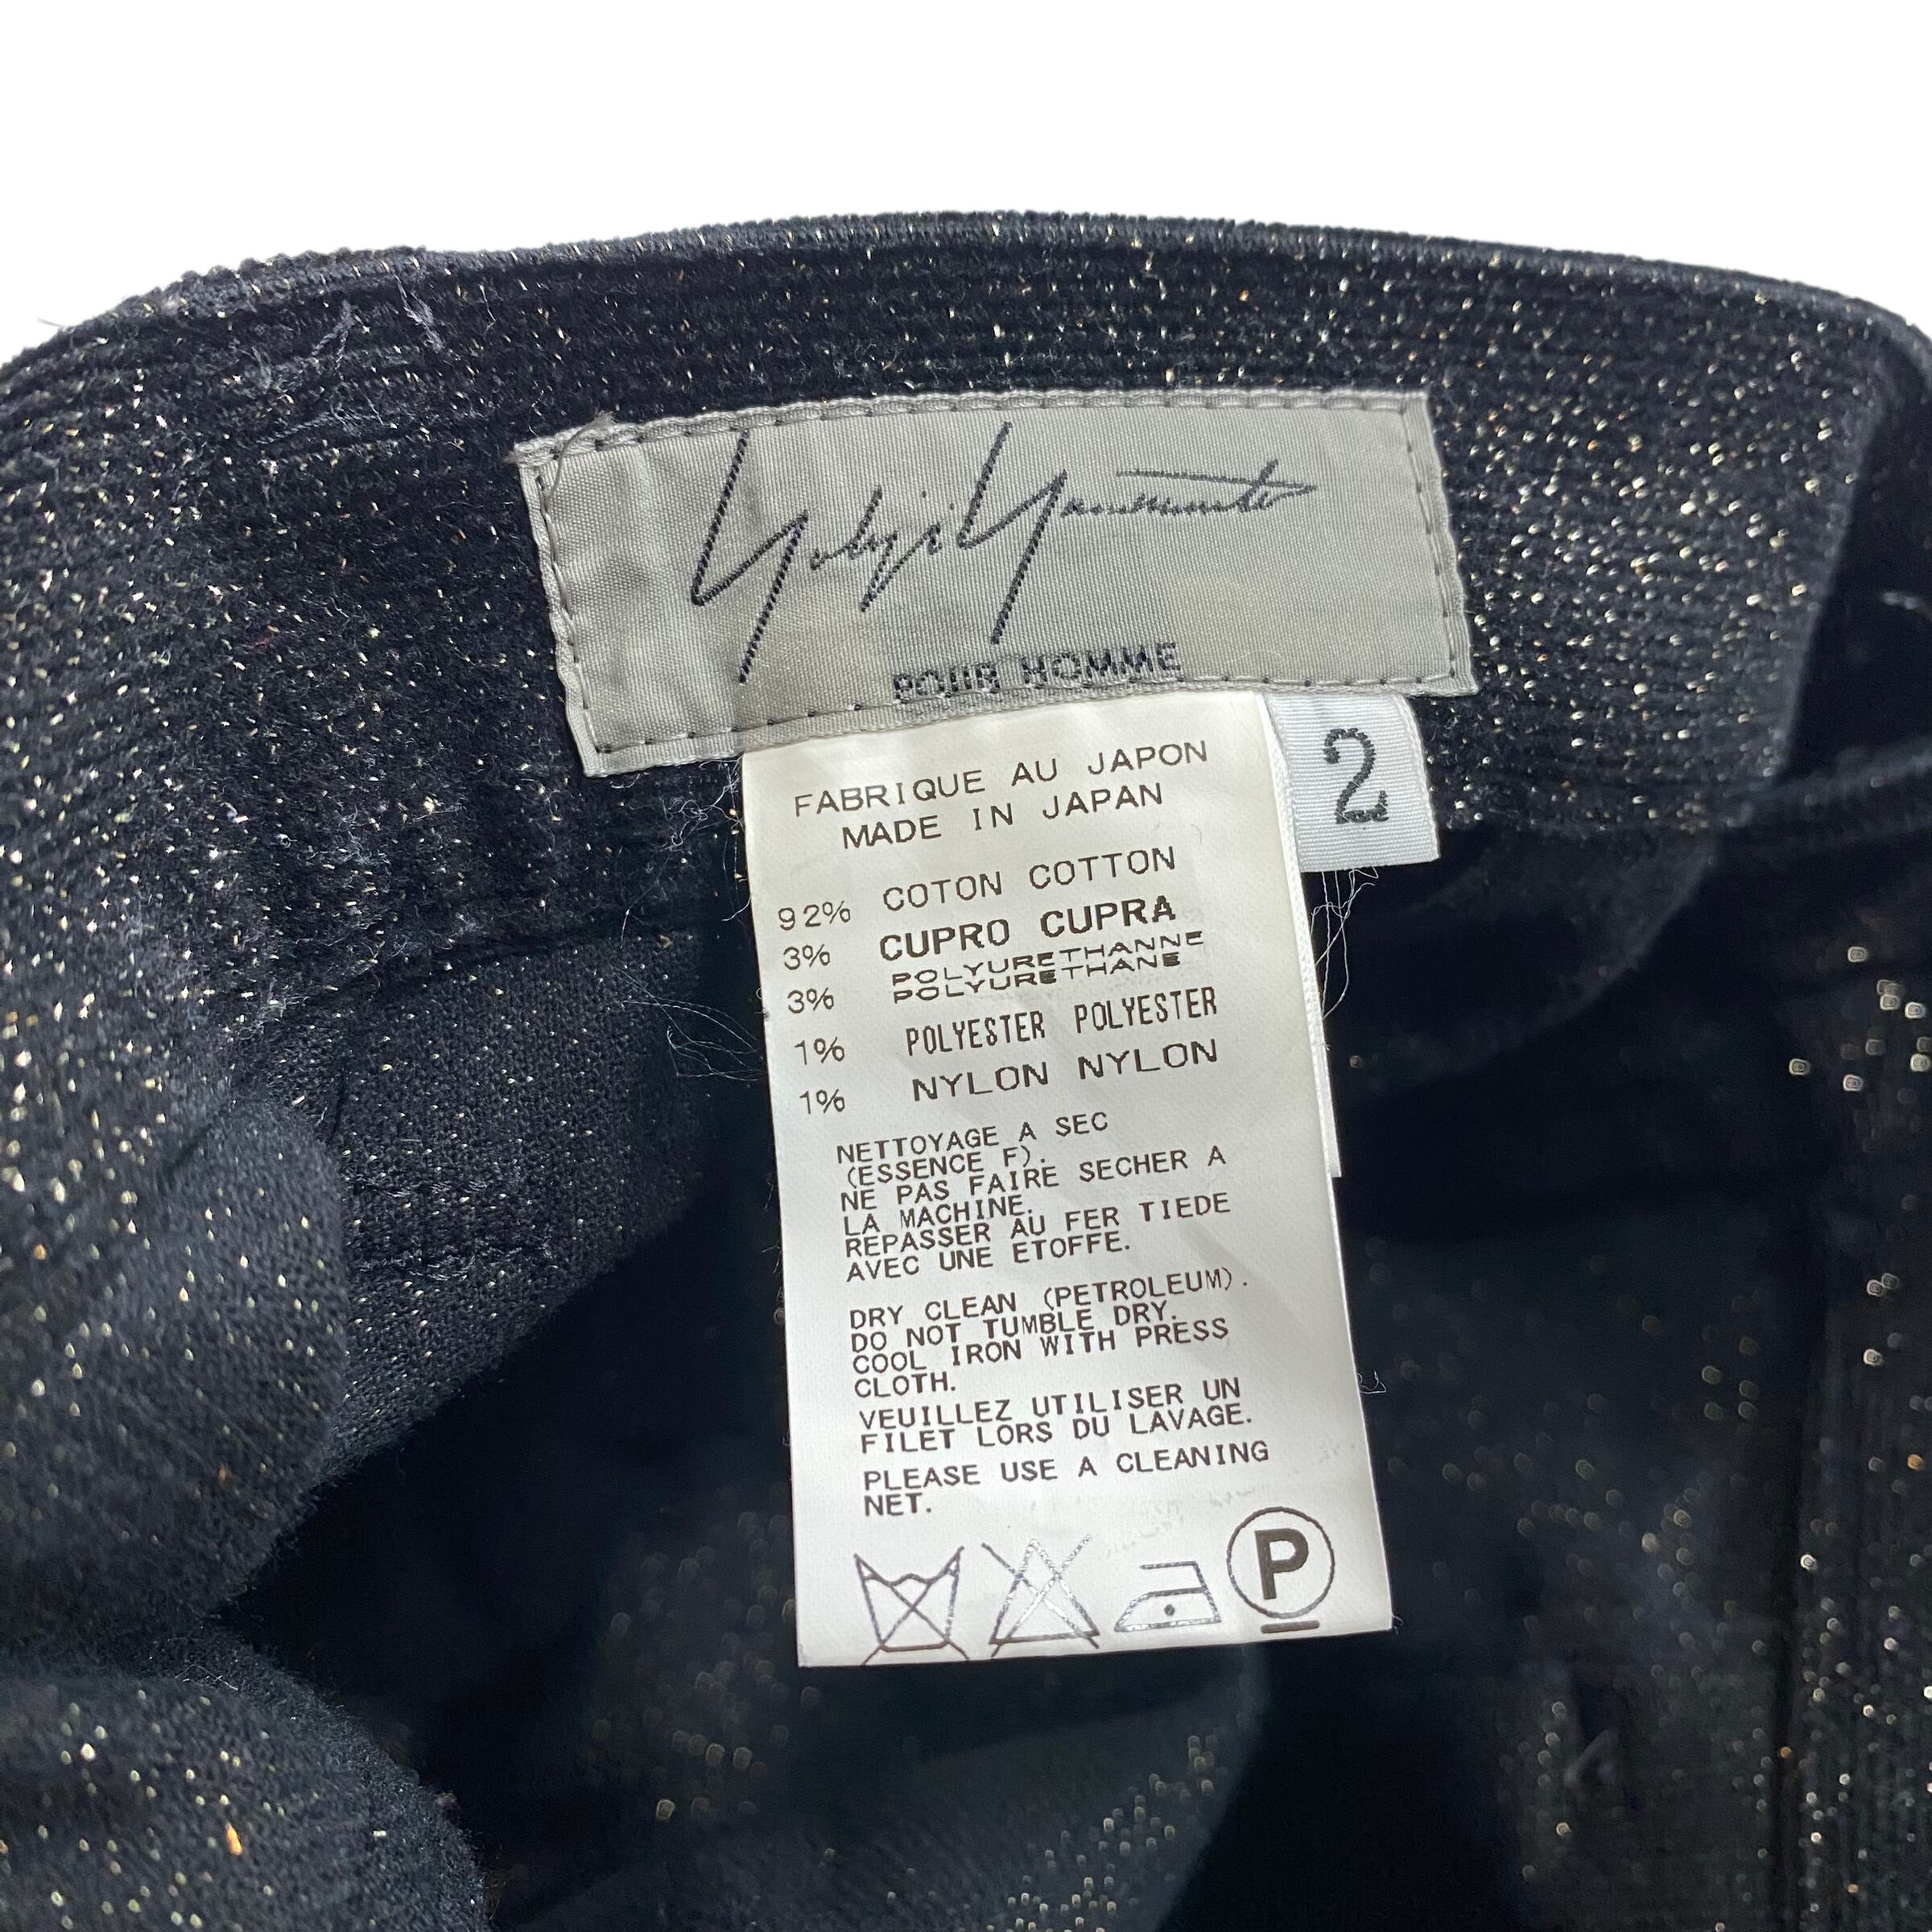 Yohji Yamamoto
POUR HOMME
2
FABRIQUE AU JAPON
MADE IN JAPAN
92% COTON COTTON
3% CUPRO CUPRA
3% POLYURETHANNE
POLYURETHANE
1% POLYESTER POLYESTER
1% NYLON NYLON
NETTOYAGE A SEC
(ESSENCE F).
NE PAS FAIRE SECHER A
LA MACHINE.
REPASSER AU FER TIEDE
AVEC UNE ETOFFE.
DRY CLEAN (PETROLEUM).
DO NOT TUMBLE DRY.
COOL IRON WITH PRESS
CLOTH.
VEUILLEZ UTILISER UN
FILET LORS DU LAVAGE.
PLEASE USE A CLEANING
NET.
P